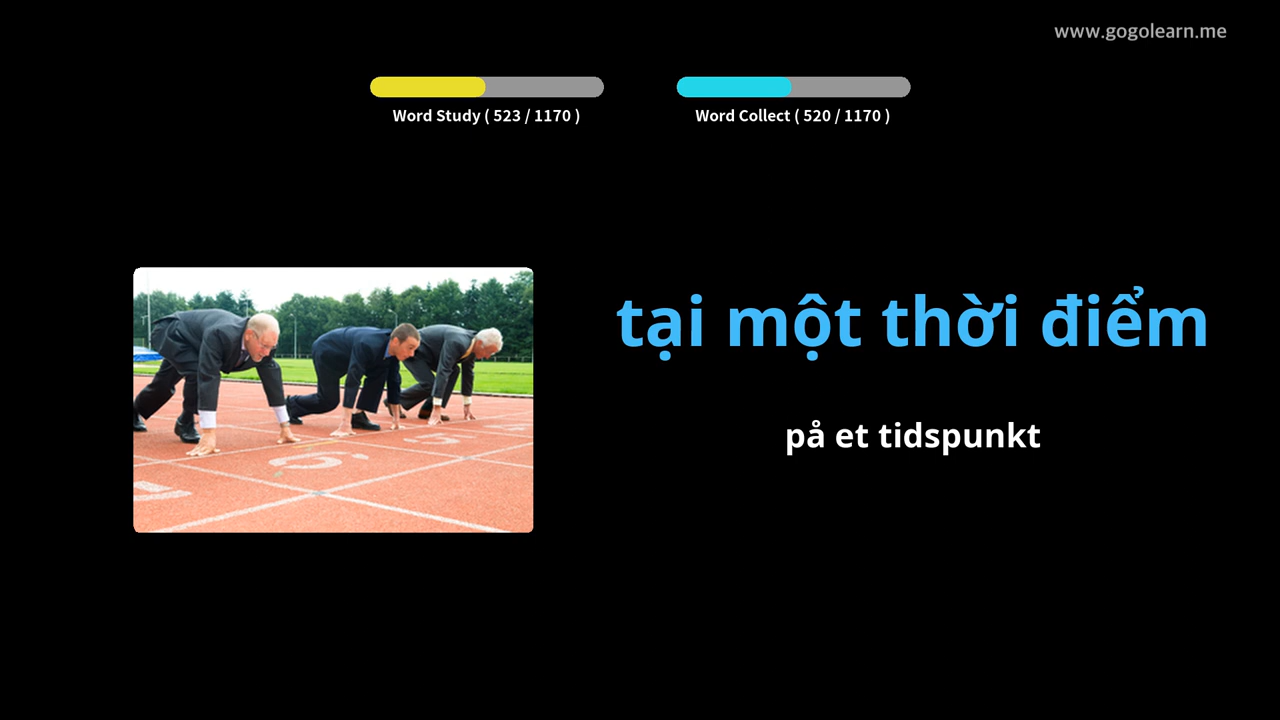 www.gogolearn.me
Word Study ( 523 / 1170 )
Word Collect ( 520 / 1170 )
tại một thời điểm
på et tidspunkt